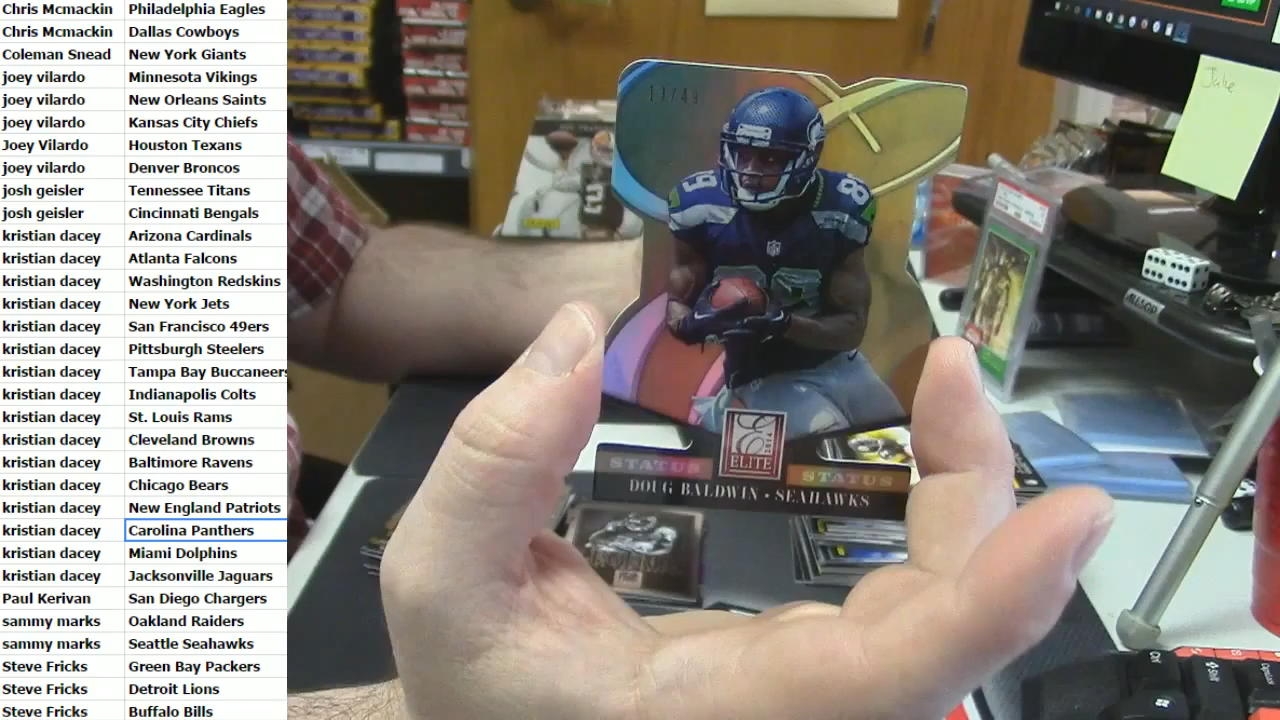 Chris Mcmackin Philadelphia Eagles
Chris Mcmackin Dallas Cowboys
Coleman Snead New York Giants
joey vilardo Minnesota Vikings
joey vilardo New Orleans Saints
joey vilardo Kansas City Chiefs
Joey Vilardo Houston Texans
joey vilardo Denver Broncos
josh geisler Tennessee Titans
josh geisler Cincinnati Bengals
kristian dacey Arizona Cardinals
kristian dacey Atlanta Falcons
kristian dacey Washington Redskins
kristian dacey New York Jets
kristian dacey San Francisco 49ers
kristian dacey Pittsburgh Steelers
kristian dacey Tampa Bay Buccaneers
kristian dacey Indianapolis Colts
kristian dacey St. Louis Rams
kristian dacey Cleveland Browns
kristian dacey Baltimore Ravens
kristian dacey Chicago Bears
kristian dacey New England Patriots
kristian dacey Carolina Panthers
kristian dacey Miami Dolphins
kristian dacey Jacksonville Jaguars
Paul Kerivan San Diego Chargers
sammy marks Oakland Raiders
sammy marks Seattle Seahawks
Steve Fricks Green Bay Packers
Steve Fricks Detroit Lions
Steve Fricks Buffalo Bills
89
ELITE
STATUS STATUS
DOUG BALDWIN • SEAHAWKS
ALLSOP
Ctrl